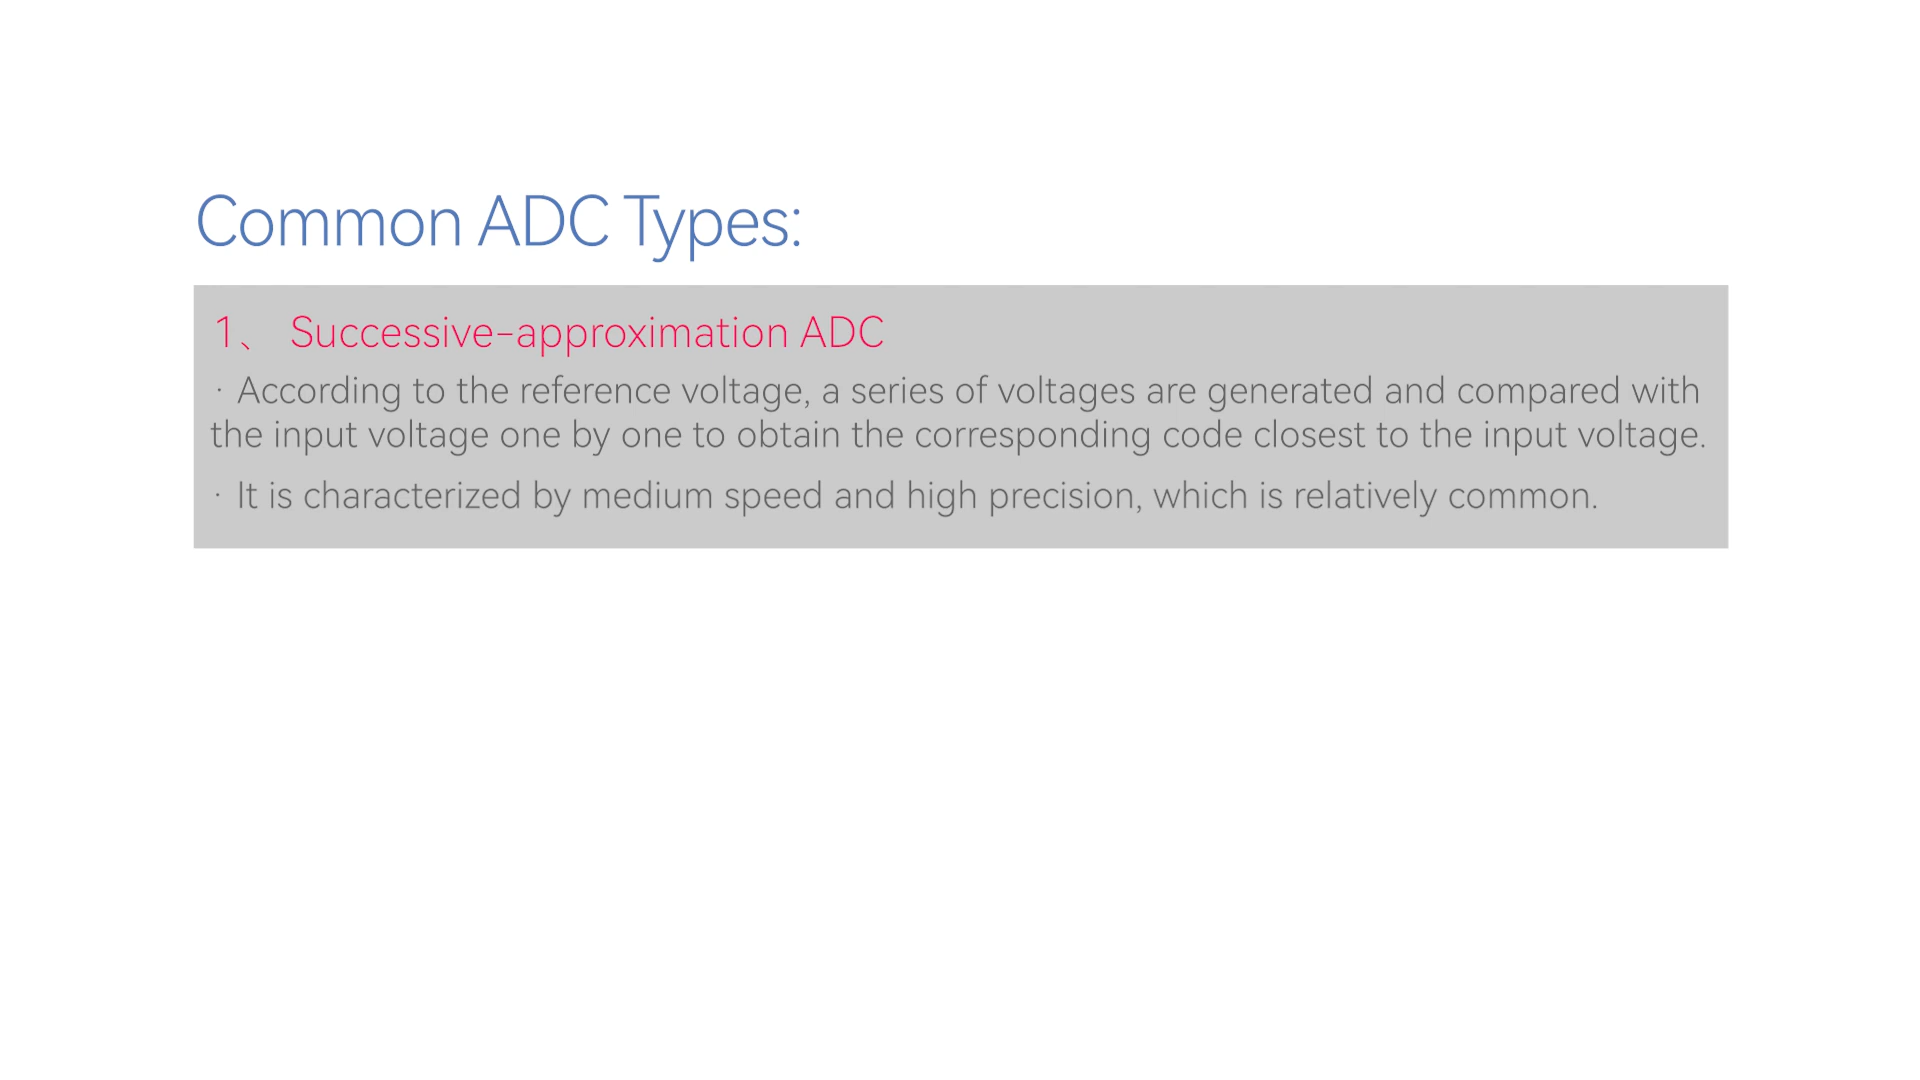 Common ADC Types:
1、 Successive-approximation ADC
· According to the reference voltage, a series of voltages are generated and compared with
the input voltage one by one to obtain the corresponding code closest to the input voltage.
· It is characterized by medium speed and high precision, which is relatively common.